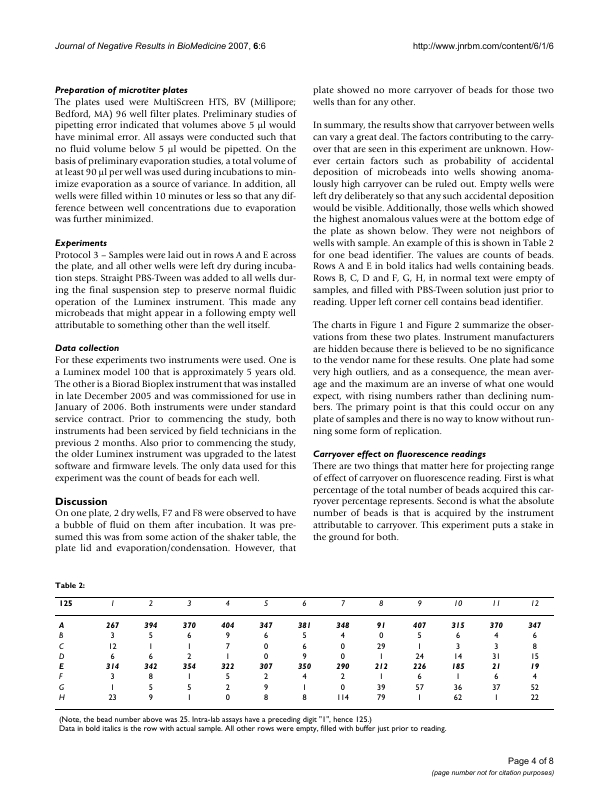 Journal of Negative Results in BioMedicine 2007, 6:6
http://www.jnrbm.com/content/6/1/6
Preparation of microtiter plates
The plates used were MultiScreen HTS, BV (Millipore;
Bedford, MA) 96 well filter plates. Preliminary studies of
pipetting error indicated that volumes above 5 μl would
have minimal error. All assays were conducted such that
no fluid volume below 5 μl would be pipetted. On the
basis of preliminary evaporation studies, a total volume of
at least 90 μl per well was used during incubations to min-
imize evaporation as a source of variance. In addition, all
wells were filled within 10 minutes or less so that any dif-
ference between well concentrations due to evaporation
was further minimized.
Experiments
Protocol 3 – Samples were laid out in rows A and E across
the plate, and all other wells were left dry during incuba-
tion steps. Straight PBS-Tween was added to all wells dur-
ing the final suspension step to preserve normal fluidic
operation of the Luminex instrument. This made any
microbeads that might appear in a following empty well
attributable to something other than the well itself.
Data collection
For these experiments two instruments were used. One is
a Luminex model 100 that is approximately 5 years old.
The other is a Biorad Bioplex instrument that was installed
in late December 2005 and was commissioned for use in
January of 2006. Both instruments were under standard
service contract. Prior to commencing the study, both
instruments had been serviced by field technicians in the
previous 2 months. Also prior to commencing the study,
the older Luminex instrument was upgraded to the latest
software and firmware levels. The only data used for this
experiment was the count of beads for each well.
Discussion
On one plate, 2 dry wells, F7 and F8 were observed to have
a bubble of fluid on them after incubation. It was pre-
sumed this was from some action of the shaker table, the
plate lid and evaporation/condensation. However, that
plate showed no more carryover of beads for those two
wells than for any other.
In summary, the results show that carryover between wells
can vary a great deal. The factors contributing to the carry-
over that are seen in this experiment are unknown. How-
ever certain factors such as probability of accidental
deposition of microbeads into wells showing anoma-
lously high carryover can be ruled out. Empty wells were
left dry deliberately so that any such accidental deposition
would be visible. Additionally, those wells which showed
the highest anomalous values were at the bottom edge of
the plate as shown below. They were not neighbors of
wells with sample. An example of this is shown in Table 2
for one bead identifier. The values are counts of beads.
Rows A and E in bold italics had wells containing beads.
Rows B, C, D and F, G, H, in normal text were empty of
samples, and filled with PBS-Tween solution just prior to
reading. Upper left corner cell contains bead identifier.
The charts in Figure 1 and Figure 2 summarize the obser-
vations from these two plates. Instrument manufacturers
are hidden because there is believed to be no significance
to the vendor name for these results. One plate had some
very high outliers, and as a consequence, the mean aver-
age and the maximum are an inverse of what one would
expect, with rising numbers rather than declining num-
bers. The primary point is that this could occur on any
plate of samples and there is no way to know without run-
ning some form of replication.
Carryover effect on fluorescence readings
There are two things that matter here for projecting range
of effect of carryover on fluorescence reading. First is what
percentage of the total number of beads acquired this car-
ryover percentage represents. Second is what the absolute
number of beads is that is acquired by the instrument
attributable to carryover. This experiment puts a stake in
the ground for both.
Table 2:
125 1 2 3 4 5 6 7 8 9 10 11 12
A 267 394 370 404 347 381 348 91 407 315 370 347
B 3 5 6 9 6 5 4 0 5 6 4 6
C 12 1 1 7 0 6 0 29 1 3 3 8
D 6 6 2 1 0 9 0 1 24 14 31 15
E 314 342 354 322 307 350 290 212 226 185 21 19
F 3 8 1 5 2 4 2 1 6 1 6 4
G 1 5 5 2 9 1 0 39 57 36 37 52
H 23 9 1 0 8 8 114 79 1 62 1 22
(Note, the bead number above was 25. Intra-lab assays have a preceding digit "1", hence 125.)
Data in bold italics is the row with actual sample. All other rows were empty, filled with buffer just prior to reading.
Page 4 of 8
(page number not for citation purposes)